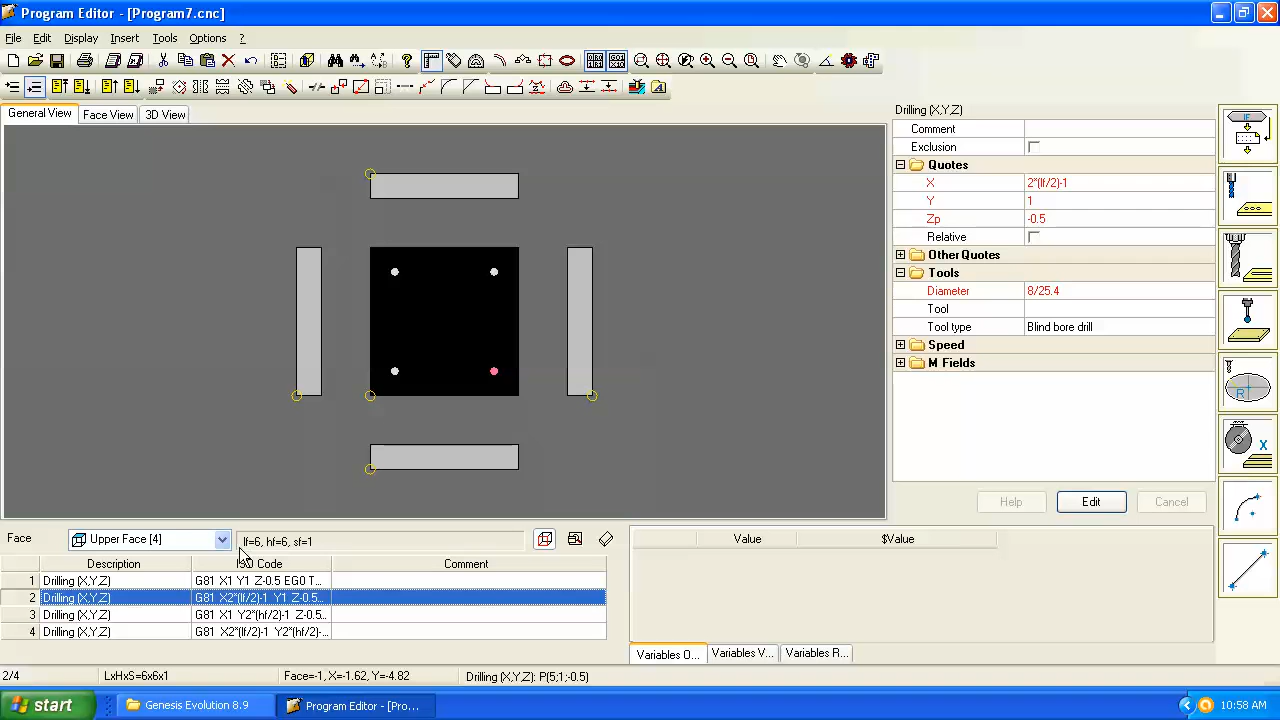 Program Editor - [Program7.cnc]
File Edit Display Insert Tools Options ?
General View Face View 3D View
Drilling (X,Y,Z)
Comment
Exclusion
Quotes
X 2*(lf/2)-1
Y 1
Zp -0.5
Relative
Other Quotes
Tools
Diameter 8/25.4
Tool
Tool type Blind bore drill
Speed
M Fields
IF
R
X
Help Edit Cancel
Face Upper Face [4] lf=6, hf=6, sf=1
Description Code Comment
1 Drilling (X,Y,Z) G81 X1 Y1 Z-0.5 EG0 T...
2 Drilling (X,Y,Z) G81 X2*(lf/2)-1 Y1 Z-0.5...
3 Drilling (X,Y,Z) G81 X1 Y2*(hf/2)-1 Z-0.5...
4 Drilling (X,Y,Z) G81 X2*(lf/2)-1 Y2*(hf/2)-...
Value $Value
Variables O... Variables V... Variables R...
2/4 LxHxS=6x6x1 Face=-1, X=-1.62, Y=-4.82 Drilling (X,Y,Z): P(5;1;-0.5)
start Genesis Evolution 8.9 Program Editor - [Pro... 10:58 AM